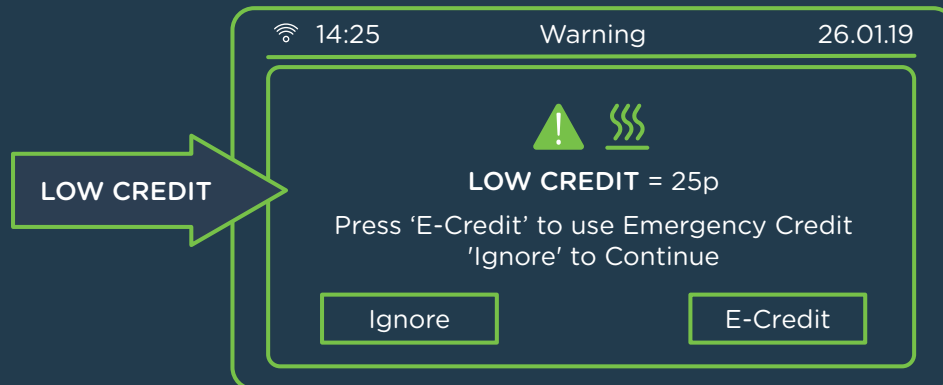 14:25 Warning 26.01.19
LOW CREDIT
LOW CREDIT = 25p
Press ‘E-Credit’ to use Emergency Credit
'Ignore' to Continue
Ignore E-Credit